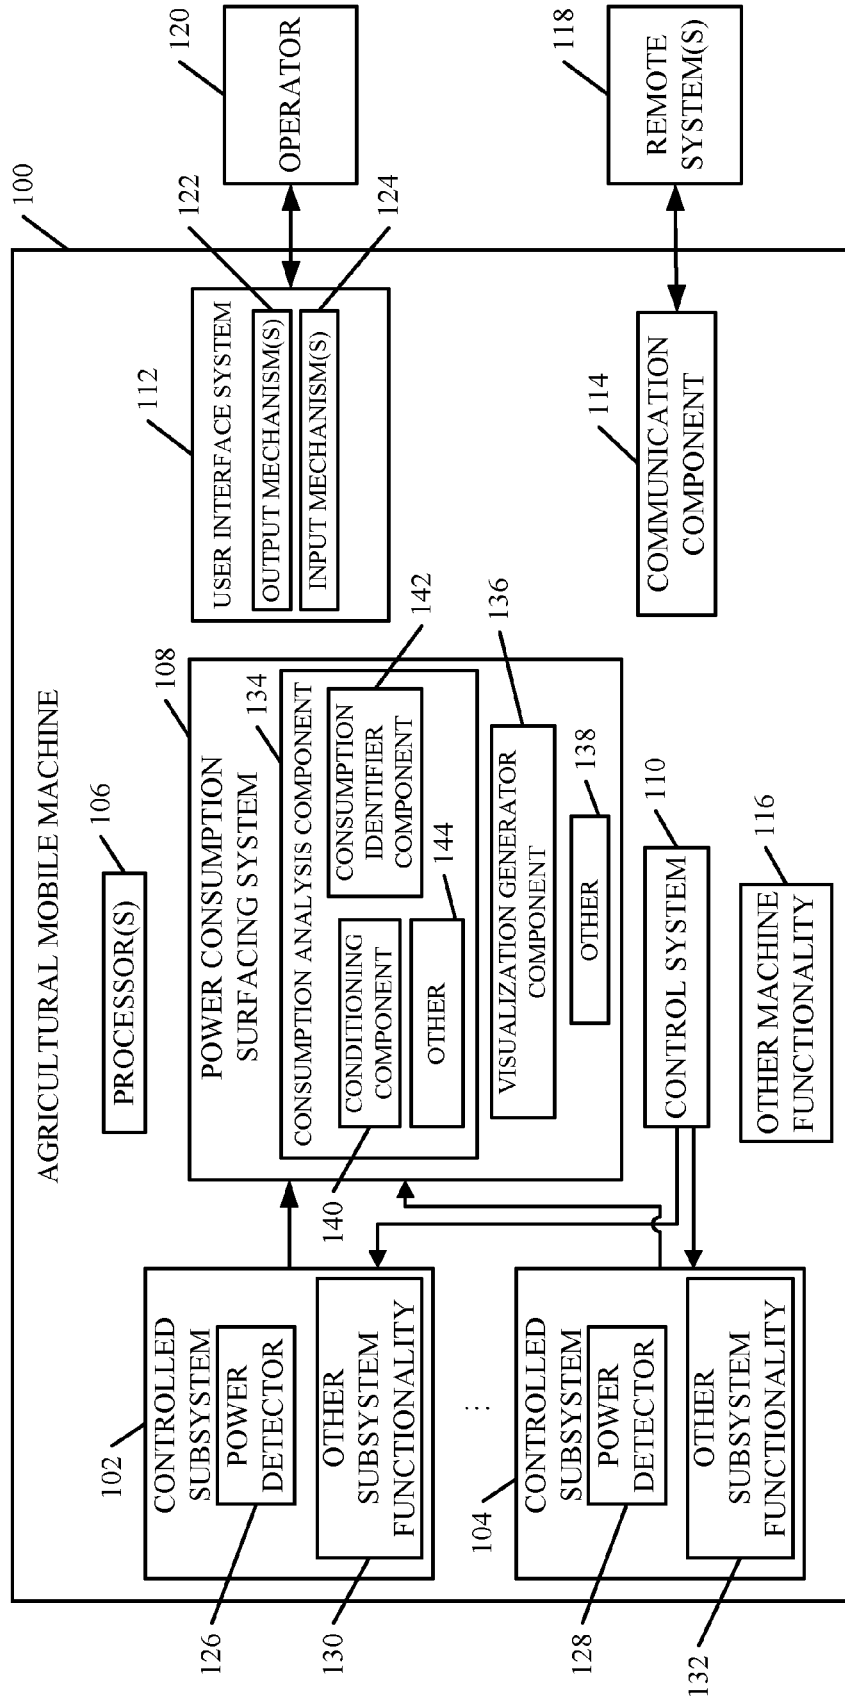 AGRICULTURAL MOBILE MACHINE
100
102
CONTROLLED
SUBSYSTEM
POWER
DETECTOR
126
OTHER
SUBSYSTEM
FUNCTIONALITY
130
...
104
CONTROLLED
SUBSYSTEM
POWER
DETECTOR
128
OTHER
SUBSYSTEM
FUNCTIONALITY
132
PROCESSOR(S)
106
POWER CONSUMPTION
SURFACING SYSTEM
108
CONSUMPTION ANALYSIS COMPONENT
134
CONDITIONING
COMPONENT
140
CONSUMPTION
IDENTIFIER
COMPONENT
142
OTHER
144
VISUALIZATION GENERATOR
COMPONENT
136
OTHER
138
CONTROL SYSTEM
110
OTHER MACHINE
FUNCTIONALITY
116
USER INTERFACE SYSTEM
112
OUTPUT MECHANISM(S)
122
INPUT MECHANISM(S)
124
OPERATOR
120
COMMUNICATION
COMPONENT
114
REMOTE
SYSTEM(S)
118